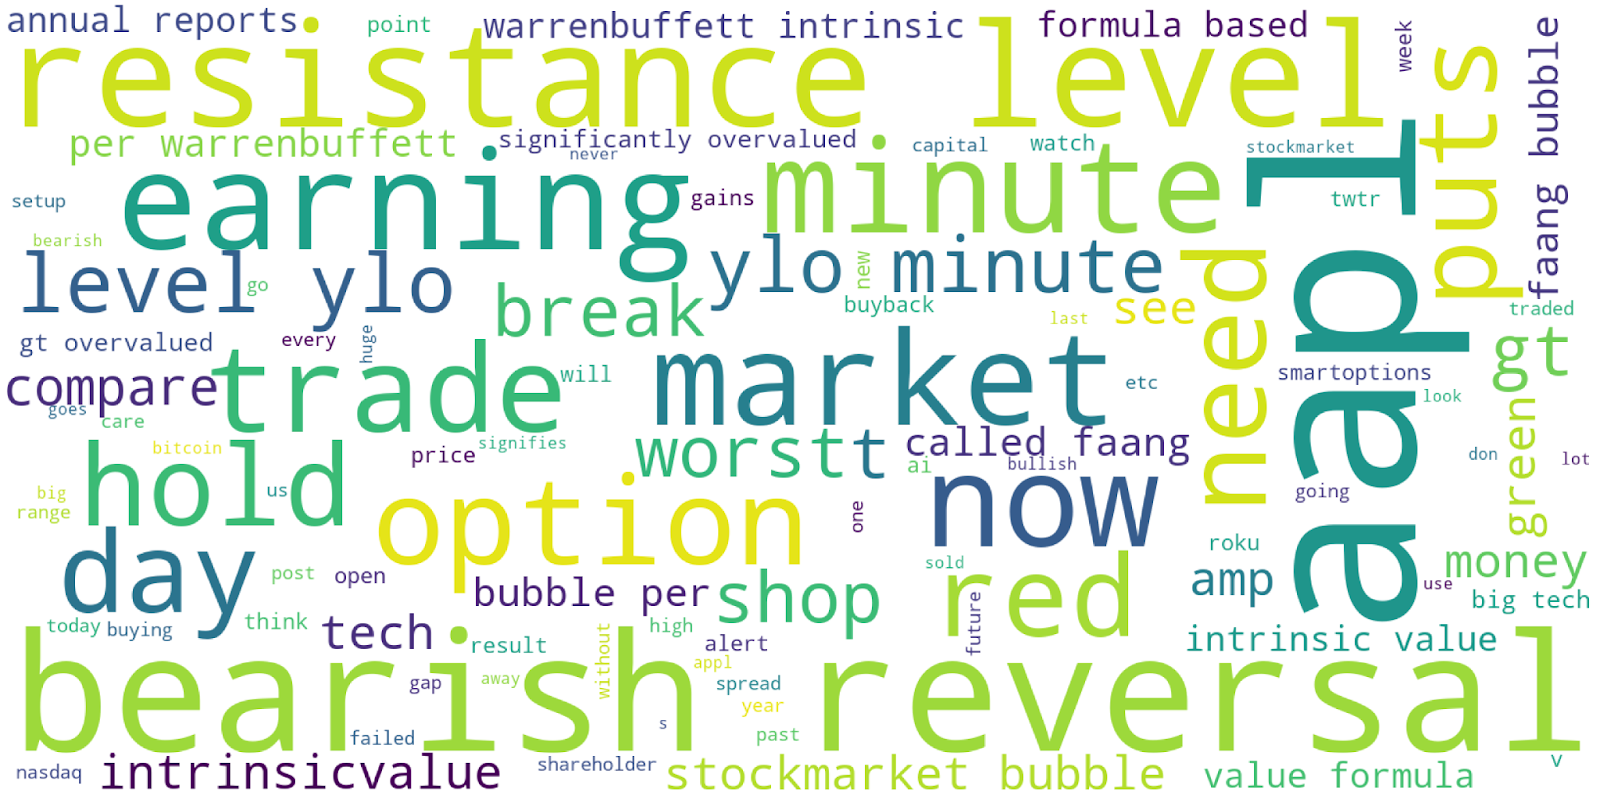 annual reports
point
warrenbuffett intrinsic
formula based
week
faang bubble
resistance level
puts
per warrenbuffett
significantly overvalued
never
capital
watch
stockmarket
aapl
earning
minute
setup
gains
twtr
bearish
level ylo
go
ylo minute
new
need
break
buyback
see
last
traded
gt overvalued
every
huge
market
gt
compare
trade
will
etc
smartoptions
goes
care
look
green
bitcoin
hold
signifies
price
worst
t
called faang
ai
bullish
don
lot
big
us
range
option
one
now
going
day
post
open
bubble per
shop
sold
red
roku
amp
money
use
big tech
today
buying
think
tech
result
without
high
alert
future
intrinsic value
bearish reversal
gap
away
appl
spread
year
failed
s
past
v
nasdaq
intrinsicvalue
shareholder
stockmarket bubble
value formula